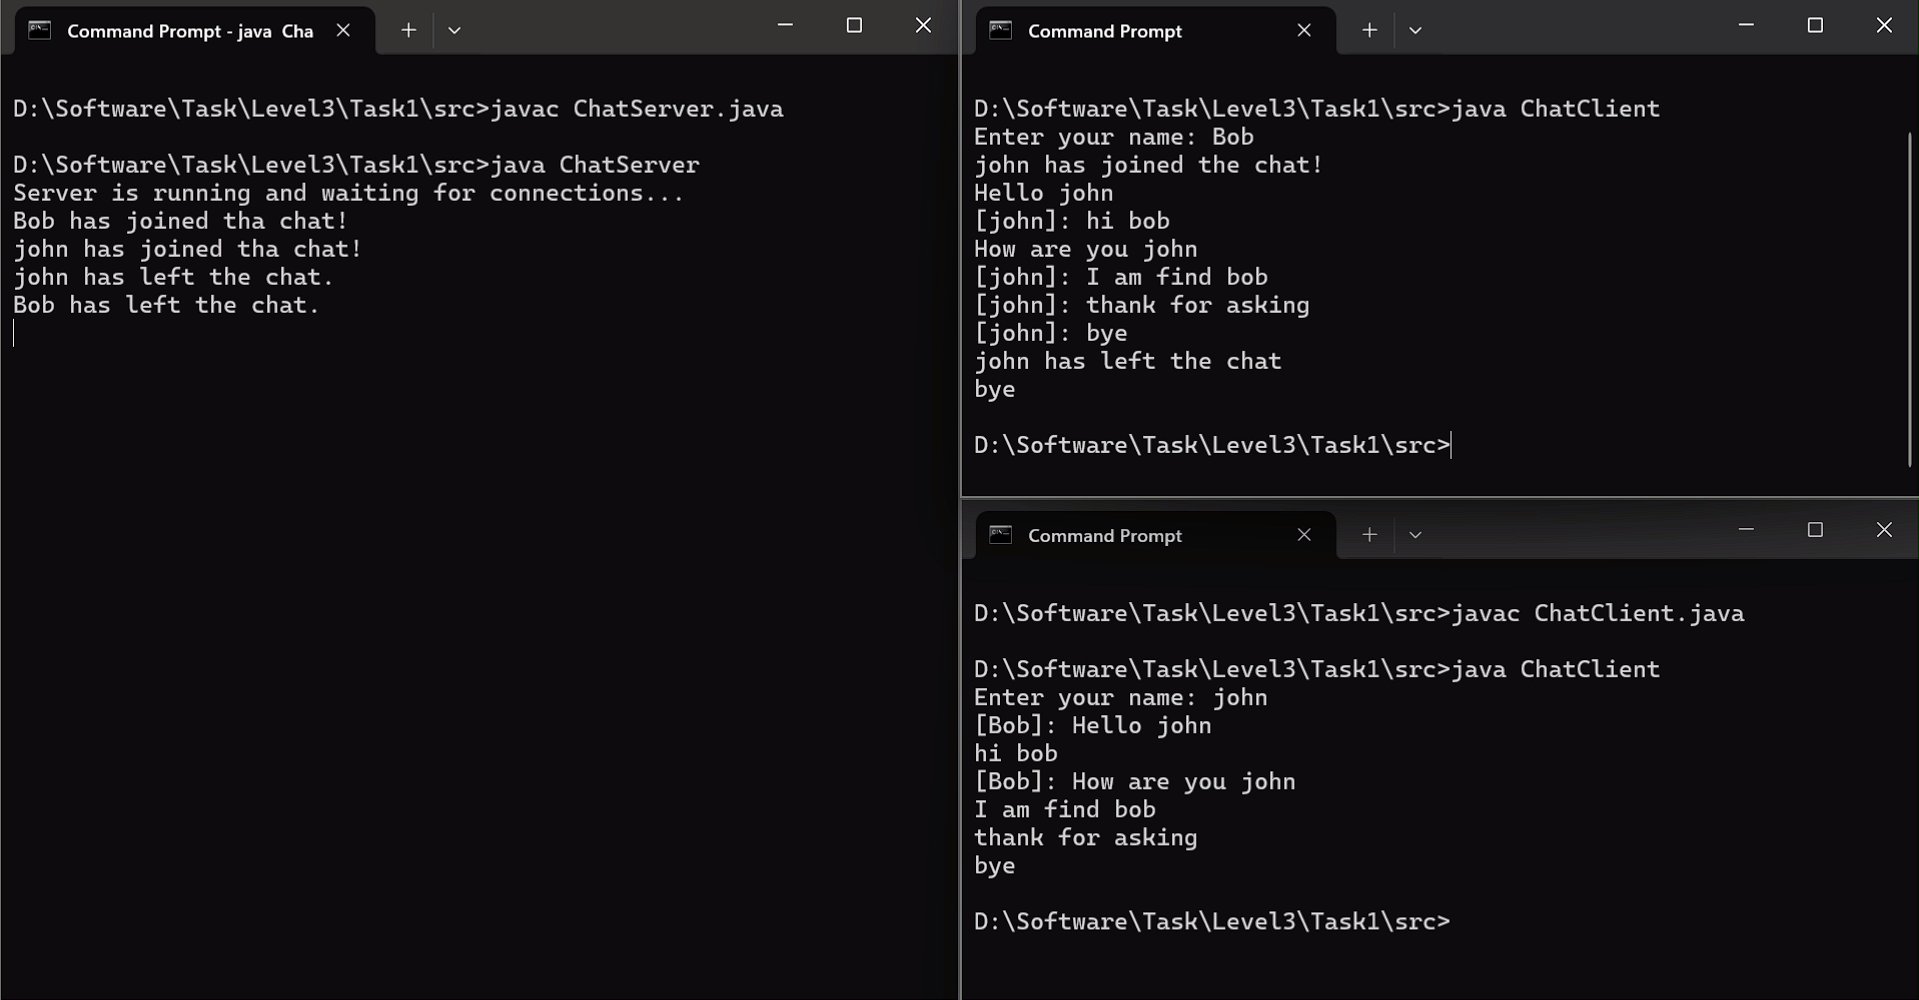 Command Prompt - java Cha
D:\Software\Task\Level3\Task1\src>javac ChatServer.java
D:\Software\Task\Level3\Task1\src>java ChatServer
Server is running and waiting for connections...
Bob has joined tha chat!
john has joined tha chat!
john has left the chat.
Bob has left the chat.
Command Prompt
D:\Software\Task\Level3\Task1\src>java ChatClient
Enter your name: Bob
john has joined the chat!
Hello john
[john]: hi bob
How are you john
[john]: I am find bob
[john]: thank for asking
[john]: bye
john has left the chat
bye
D:\Software\Task\Level3\Task1\src>
Command Prompt
D:\Software\Task\Level3\Task1\src>javac ChatClient.java
D:\Software\Task\Level3\Task1\src>java ChatClient
Enter your name: john
[Bob]: Hello john
hi bob
[Bob]: How are you john
I am find bob
thank for asking
bye
D:\Software\Task\Level3\Task1\src>